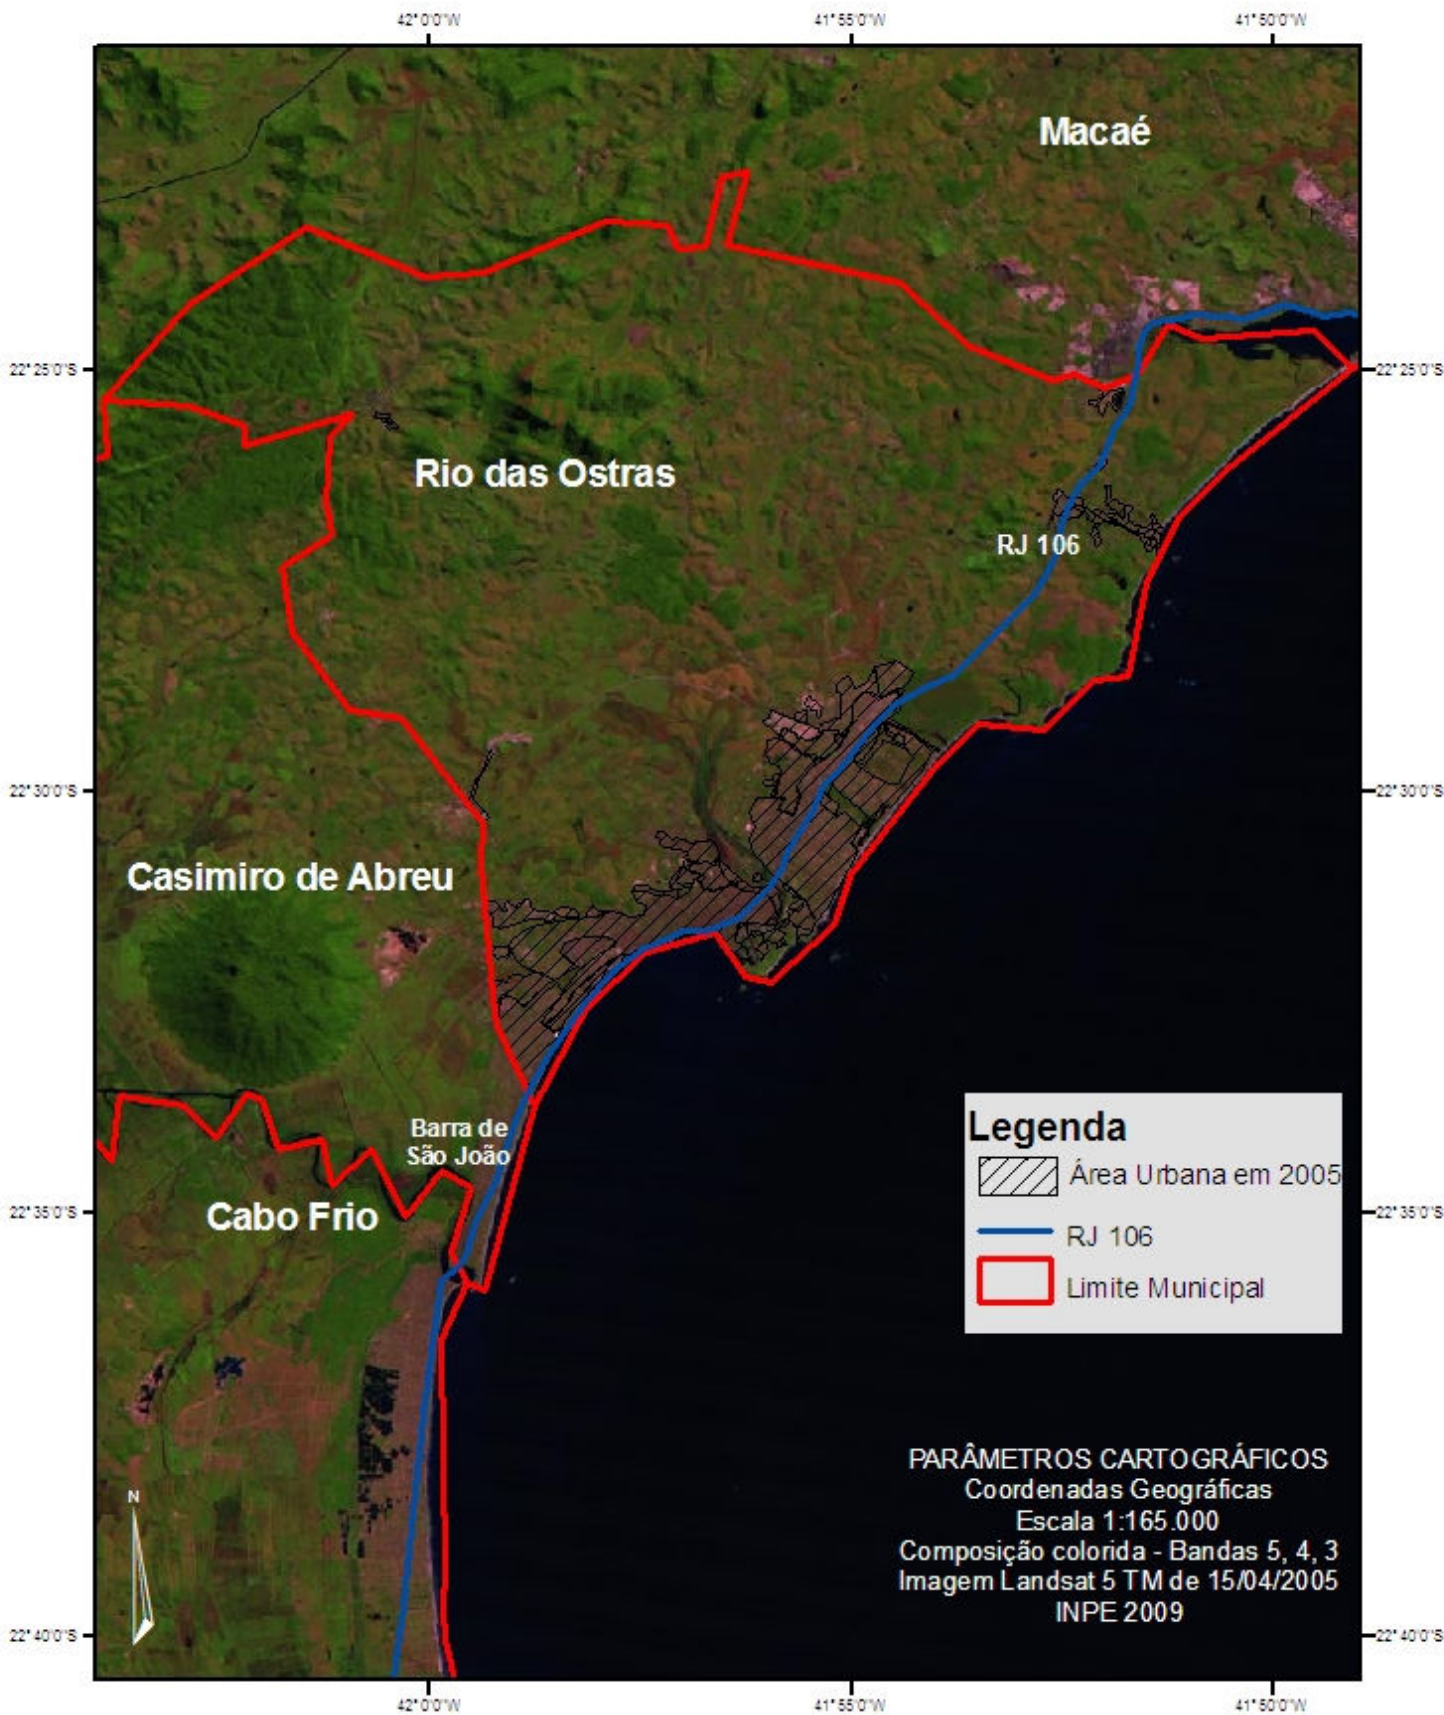 42°0'0"W
41°55'0"W
41°50'0"W
Macaé
22°25'0"S
22°25'0"S
Rio das Ostras
RJ 106
22°30'0"S
22°30'0"S
Casimiro de Abreu
Barra de
São João
Cabo Frio
22°35'0"S
22°35'0"S
Legenda
Área Urbana em 2005
RJ 106
Limite Municipal
PARÂMETROS CARTOGRÁFICOS
Coordenadas Geográficas
Escala 1:165.000
Composição colorida - Bandas 5, 4, 3
Imagem Landsat 5 TM de 15/04/2005
INPE 2009
N
22°40'0"S
22°40'0"S
42°0'0"W
41°55'0"W
41°50'0"W